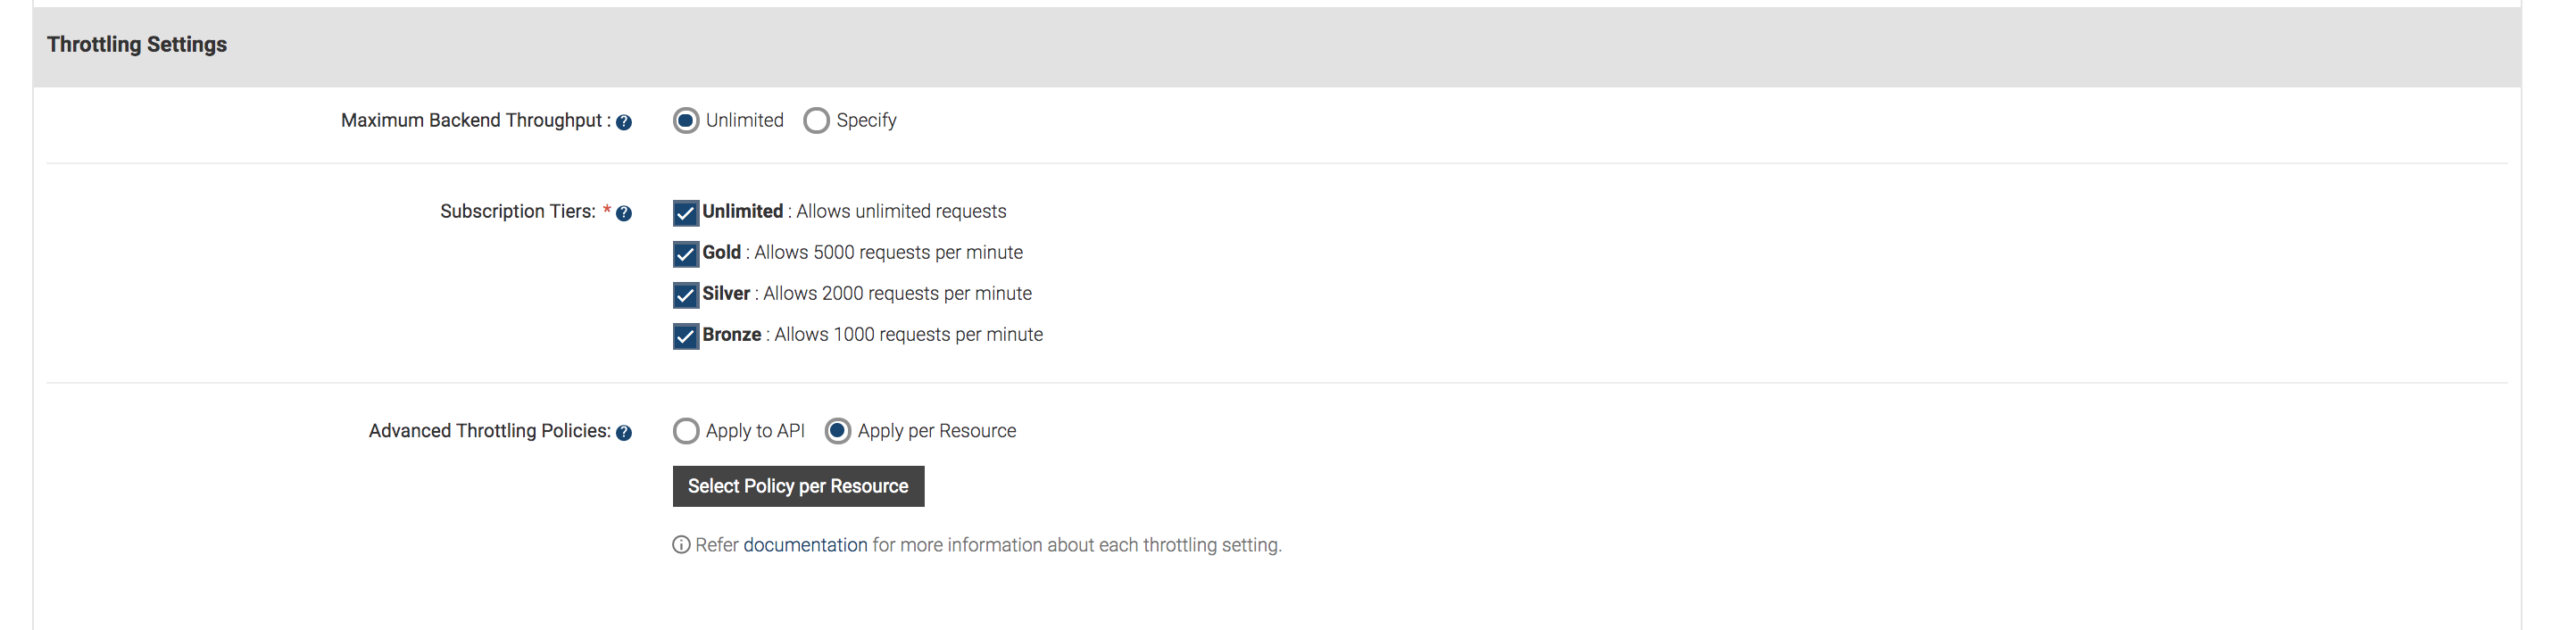 Throttling Settings
Maximum Backend Throughput : ? Unlimited Specify
Subscription Tiers: * ? Unlimited : Allows unlimited requests
Gold : Allows 5000 requests per minute
Silver : Allows 2000 requests per minute
Bronze : Allows 1000 requests per minute
Advanced Throttling Policies: ? Apply to API Apply per Resource
Select Policy per Resource
Refer documentation for more information about each throttling setting.